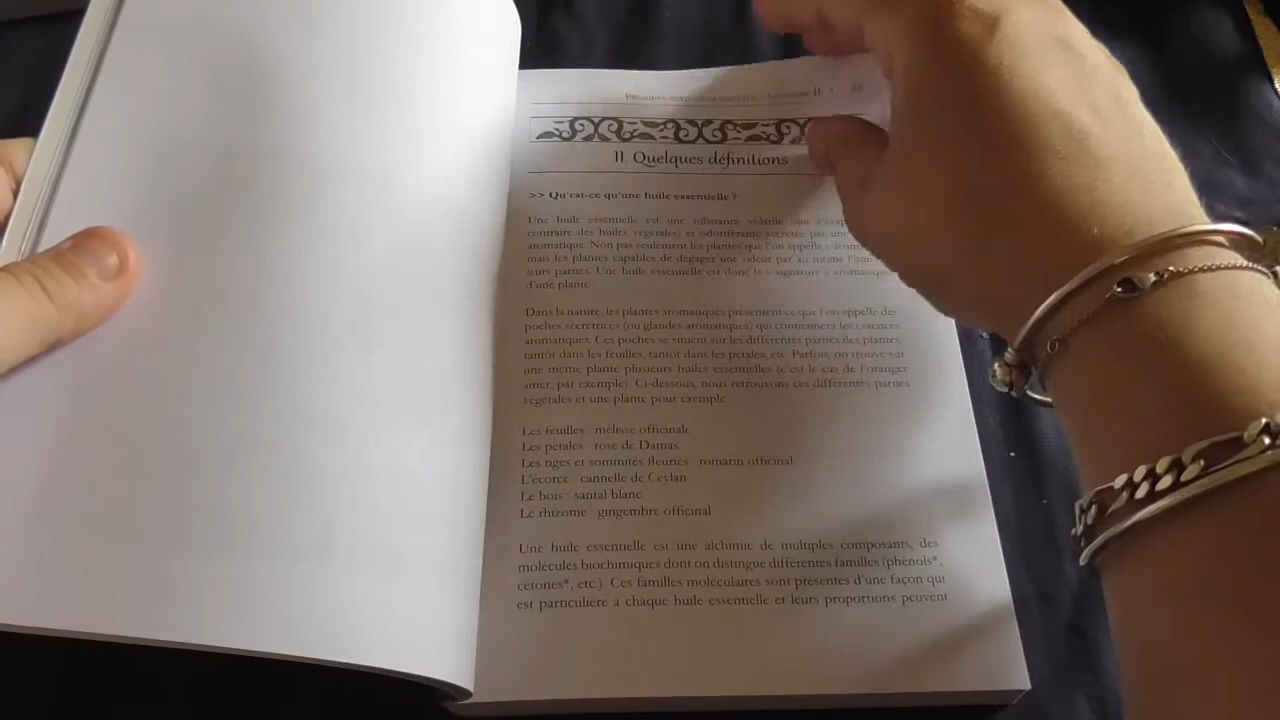 II. Quelques définitions
>> Qu'est-ce qu'une huile essentielle ?
Une huile essentielle est une substance volatile
contraire des huiles végétales) et odoriférante sécrétée par une
aromatique. Non pas seulement les plantes que l'on appelle
mais les plantes capables de dégager une odeur par au moins l'une
leurs parties. Une huile essentielle est donc la « signature »
d'une plante
Dans la nature, les plantes aromatiques présentent ce que l'on appelle des
poches sécrétrices (ou glandes aromatiques) qui contiennent les essences
aromatiques. Ces poches se situent sur les différentes parties des plantes,
tantôt dans les feuilles, tantôt dans les pétales, etc. Parfois, on trouve sur
une même plante plusieurs huiles essentielles (c'est le cas de l'oranger
amer, par exemple). Ci-dessous, nous retrouvons ces différentes parties
végétales et une plante pour exemple
Les feuilles : mélisse officinale
Les pétales : rose de Damas
Les tiges et sommités fleuries : romarin officinal
L'écorce : cannelle de Ceylan
Le bois : santal blanc
Le rhizome : gingembre officinal
Une huile essentielle est une alchimie de multiples composants, des
molécules biochimiques dont on distingue différentes familles (phénols*,
cétones*, etc.). Ces familles moléculaires sont présentes d'une façon qui
est particulière à chaque huile essentielle et leurs proportions peuvent